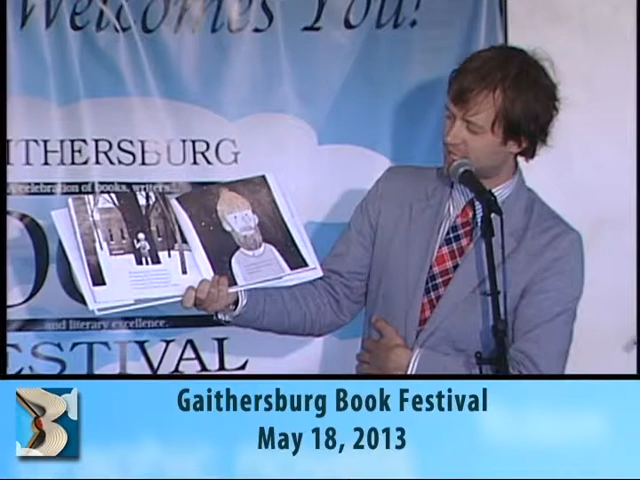 Welcomes You!
ITHERSBURG
A celebration of books, writers
and literary excellence.
ESTIVAL
Gaithersburg Book Festival
May 18, 2013